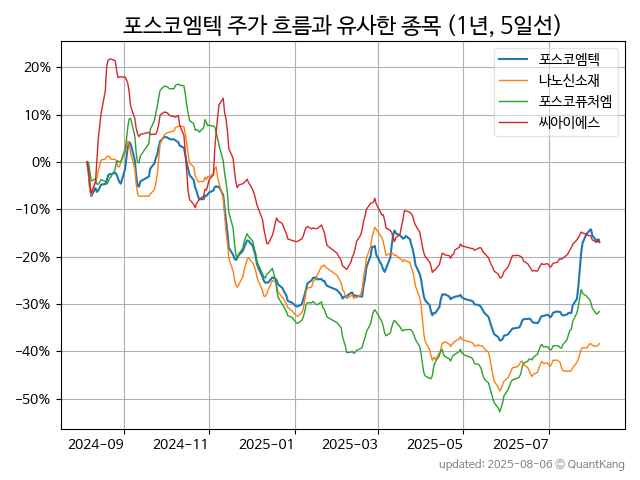 포스코엠텍 주가 흐름과 유사한 종목 (1년, 5일선)
포스코엠텍
나노신소재
포스코퓨처엠
씨아이에스
20%
10%
0%
−10%
−20%
−30%
−40%
−50%
2024-09 2024-11 2025-01 2025-03 2025-05 2025-07
updated: 2025-08-06 © QuantKang